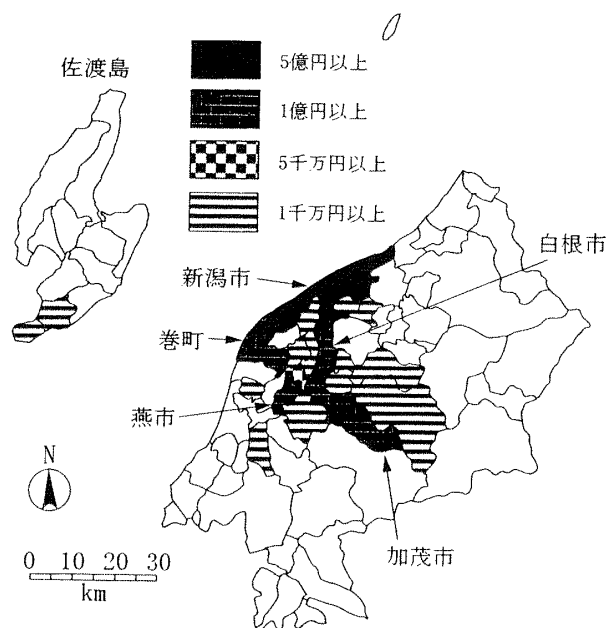 佐渡島
5億円以上
1億円以上
5千万円以上
1千万円以上
白根市
新潟市
巻町
燕市
加茂市
N
0 10 20 30
km